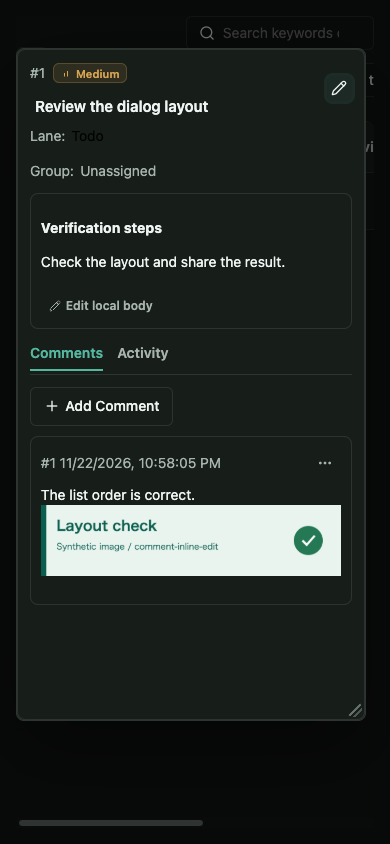 Search keywords
#1 Medium
Review the dialog layout
Lane: Todo
Group: Unassigned
Verification steps
Check the layout and share the result.
Edit local body
Comments Activity
+ Add Comment
#1 11/22/2026, 10:58:05 PM
The list order is correct.
Layout check
Synthetic image / comment-inline-edit